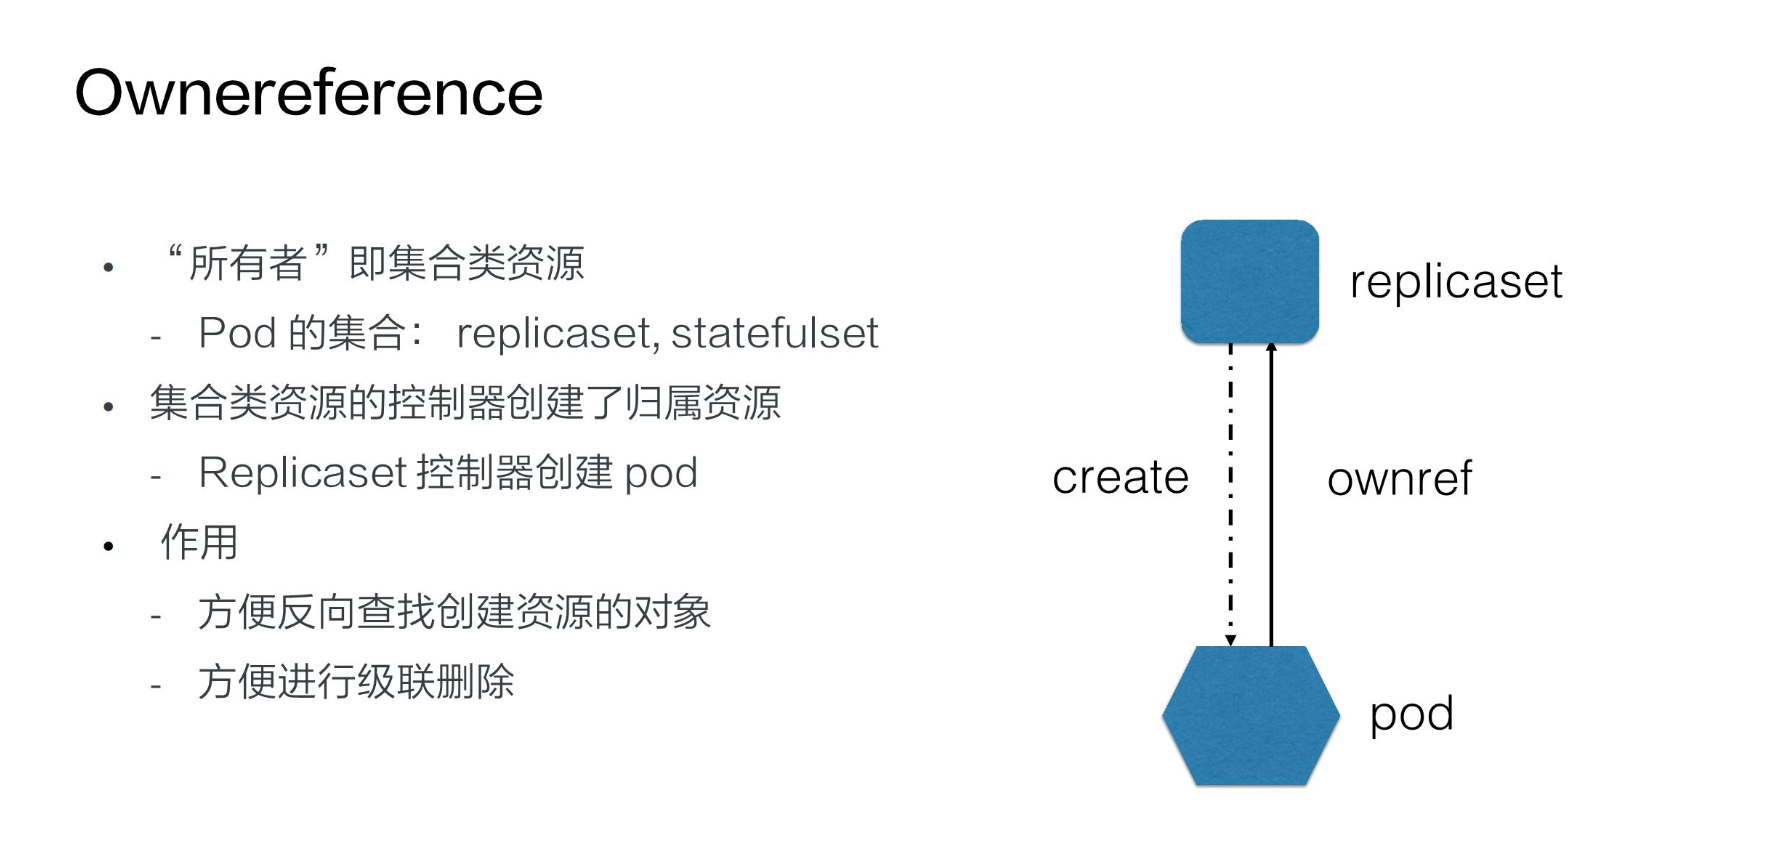 Ownereference
• “所有者”即集合类资源
- Pod 的集合： replicaset, statefulset
• 集合类资源的控制器创建了归属资源
- Replicaset 控制器创建 pod
• 作用
- 方便反向查找创建资源的对象
- 方便进行级联删除
replicaset
create
ownref
pod